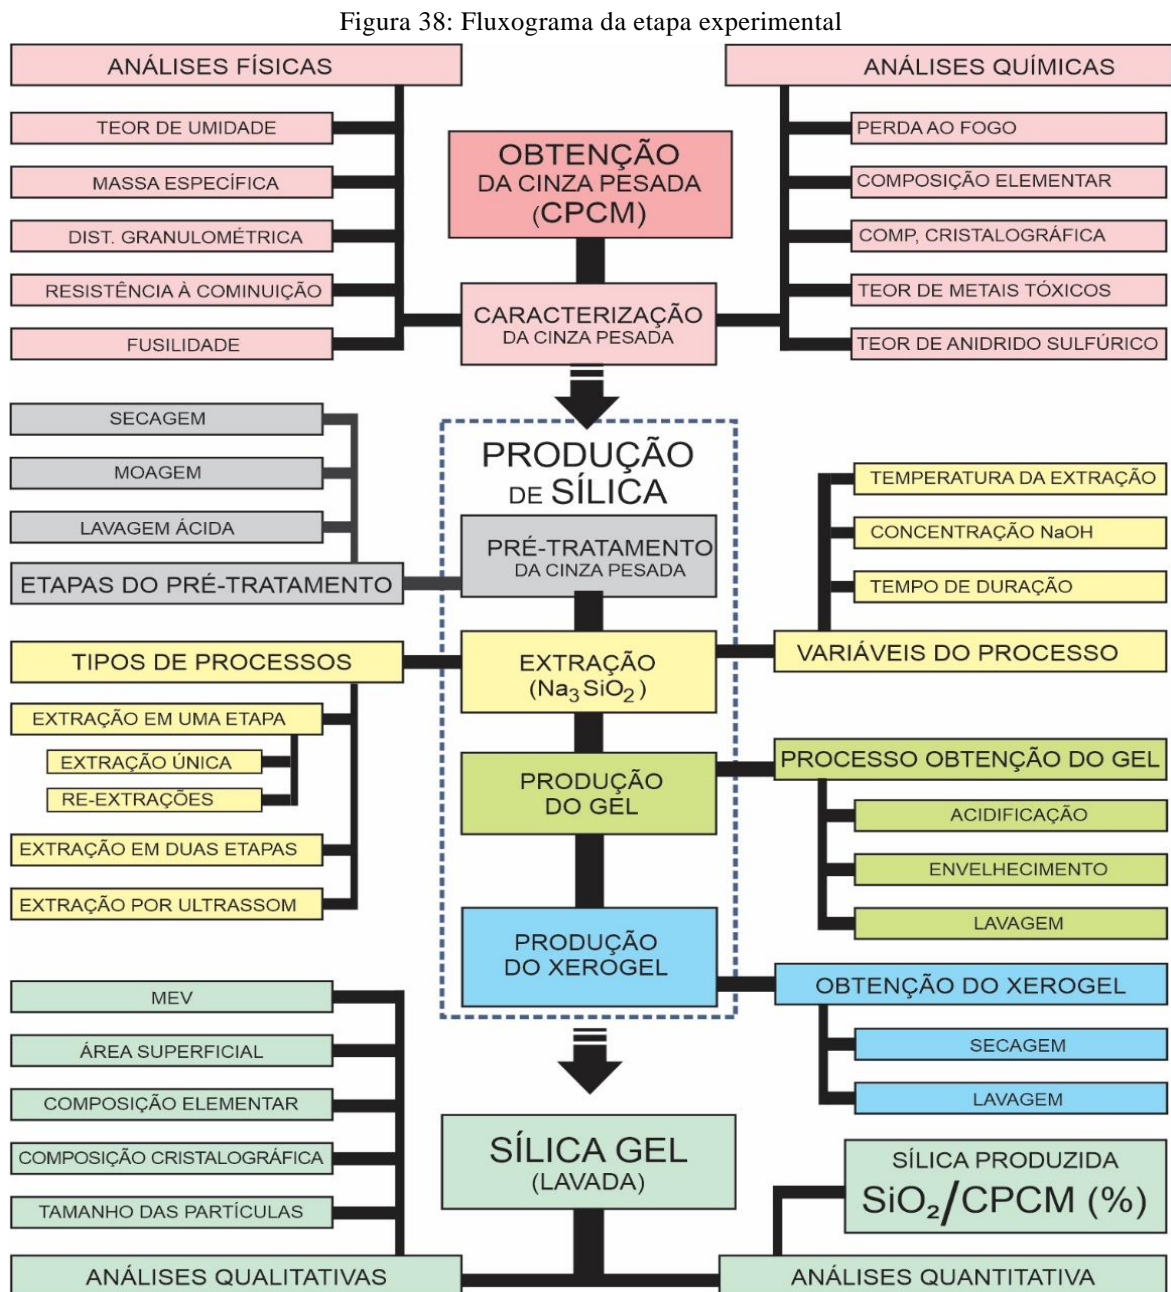 Figura 38: Fluxograma da etapa experimental
ANÁLISES FÍSICAS
TEOR DE UMIDADE
MASSA ESPECÍFICA
DIST. GRANULOMÉTRICA
RESISTÊNCIA À COMINUIÇÃO
FUSILIDADE
OBTENÇÃO
DA CINZA PESADA
(CPCM)
CARACTERIZAÇÃO
DA CINZA PESADA
ANÁLISES QUÍMICAS
PERDA AO FOGO
COMPOSIÇÃO ELEMENTAR
COMP, CRISTALOGRÁFICA
TEOR DE METAIS TÓXICOS
TEOR DE ANIDRIDO SULFÚRICO
SECAGEM
MOAGEM
LAVAGEM ÁCIDA
ETAPAS DO PRÉ-TRATAMENTO
PRODUÇÃO
DE SÍLICA
PRÉ-TRATAMENTO
DA CINZA PESADA
TEMPERATURA DA EXTRAÇÃO
CONCENTRAÇÃO NaOH
TEMPO DE DURAÇÃO
VARIÁVEIS DO PROCESSO
TIPOS DE PROCESSOS
EXTRAÇÃO EM UMA ETAPA
EXTRAÇÃO ÚNICA
RE-EXTRAÇÕES
EXTRAÇÃO EM DUAS ETAPAS
EXTRAÇÃO POR ULTRASSOM
EXTRAÇÃO
(Na₃SiO₂)
PRODUÇÃO
DO GEL
PROCESSO OBTENÇÃO DO GEL
ACIDIFICAÇÃO
ENVELHECIMENTO
LAVAGEM
PRODUÇÃO
DO XEROGEL
OBTENÇÃO DO XEROGEL
SECAGEM
LAVAGEM
MEV
ÁREA SUPERFICIAL
COMPOSIÇÃO ELEMENTAR
COMPOSIÇÃO CRISTALOGRÁFICA
TAMANHO DAS PARTÍCULAS
ANÁLISES QUALITATIVAS
SÍLICA GEL
(LAVADA)
SÍLICA PRODUZIDA
SiO₂/CPCM (%)
ANÁLISES QUANTITATIVA